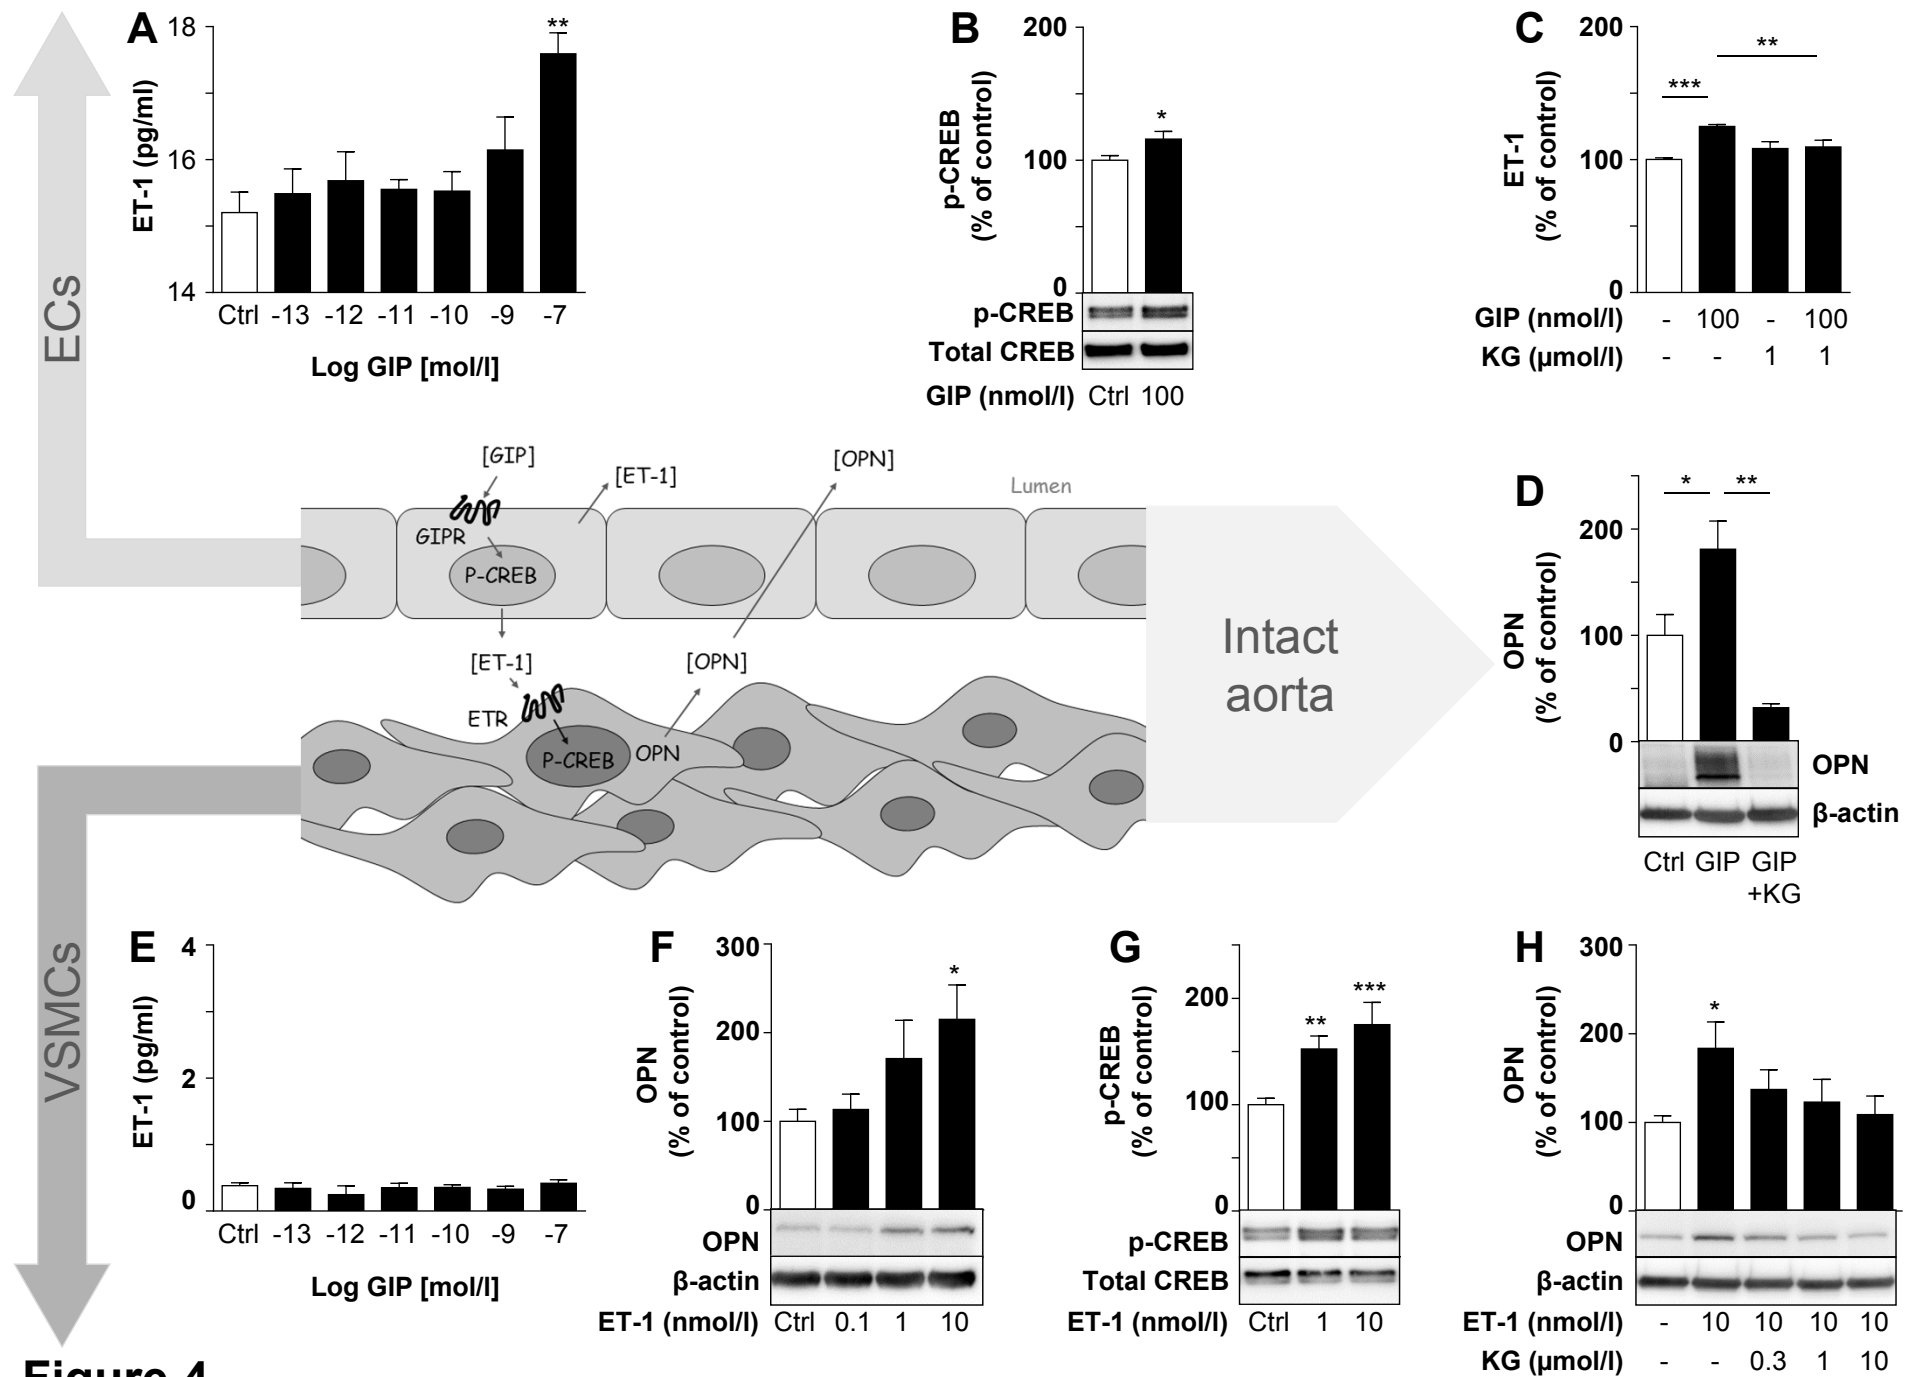 A
18
16
14
ET-1 (pg/ml)
**
Ctrl -13 -12 -11 -10 -9 -7
Log GIP [mol/l]
B
200
100
0
p-CREB
(% of control)
*
p-CREB
Total CREB
GIP (nmol/l) Ctrl 100
C
200
100
0
ET-1
(% of control)
***
**
GIP (nmol/l) - 100 - 100
KG (µmol/l) - - 1 1
ECs
[GIP]
[ET-1]
[OPN]
Lumen
GIPR
P-CREB
[ET-1]
[OPN]
ETR
P-CREB
OPN
Intact
aorta
D
200
100
0
OPN
(% of control)
*
**
OPN
β-actin
Ctrl GIP GIP
+KG
VSMCs
E
4
2
0
ET-1 (pg/ml)
Ctrl -13 -12 -11 -10 -9 -7
Log GIP [mol/l]
F
300
200
100
0
OPN
(% of control)
*
OPN
β-actin
ET-1 (nmol/l) Ctrl 0.1 1 10
G
200
100
0
p-CREB
(% of control)
**
***
p-CREB
Total CREB
ET-1 (nmol/l) Ctrl 1 10
H
300
200
100
0
OPN
(% of control)
*
OPN
β-actin
ET-1 (nmol/l) - 10 10 10 10
KG (µmol/l) - - 0.3 1 10
Figure 4